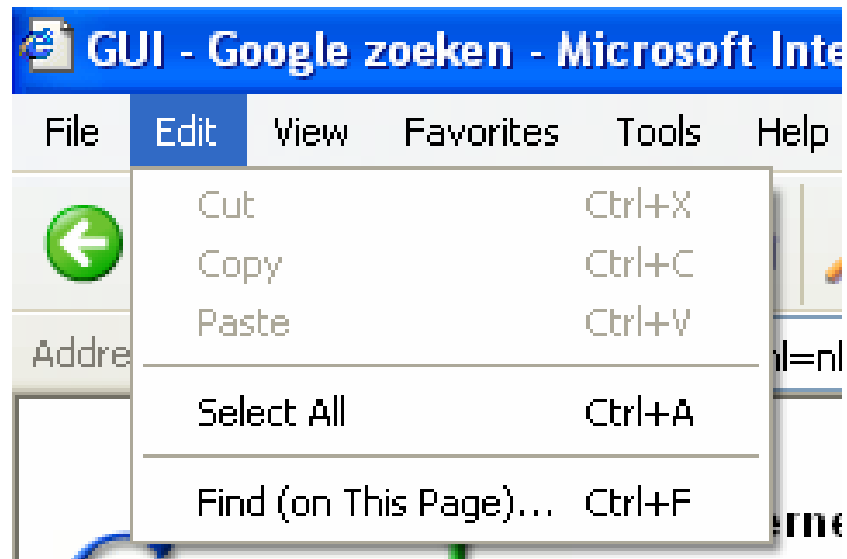 GUI - Google zoeken - Microsoft Inte
File Edit View Favorites Tools Help
Cut Ctrl+X
Copy Ctrl+C
Paste Ctrl+V
Addre
Select All Ctrl+A
Find (on This Page)... Ctrl+F